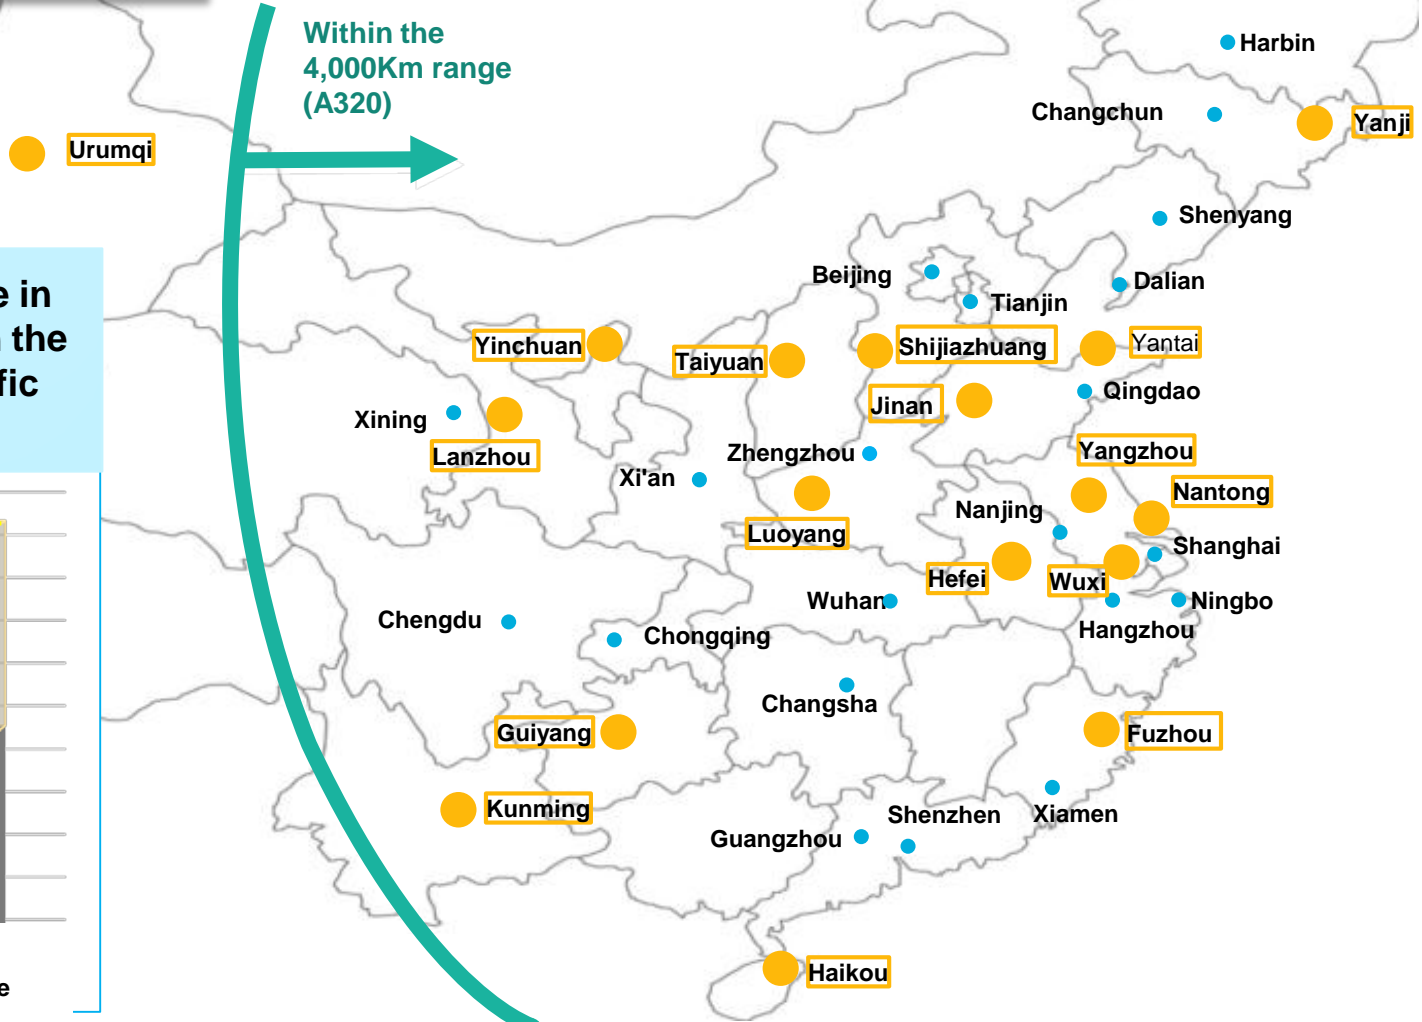 Within the
4,000Km range
(A320)
Harbin
Changchun
Yanji
Urumqi
Shenyang
Beijing
Dalian
Tianjin
e in
the
fic
Yinchuan
Taiyuan
Shijiazhuang
Yantai
Jinan
Qingdao
Xining
Lanzhou
Zhengzhou
Yangzhou
Xi'an
Nantong
Nanjing
Luoyang
Shanghai
Hefei
Wuxi
Wuhan
Ningbo
Chengdu
Chongqing
Hangzhou
Changsha
Guiyang
Fuzhou
Kunming
Shenzhen
Xiamen
Guangzhou
Haikou
e